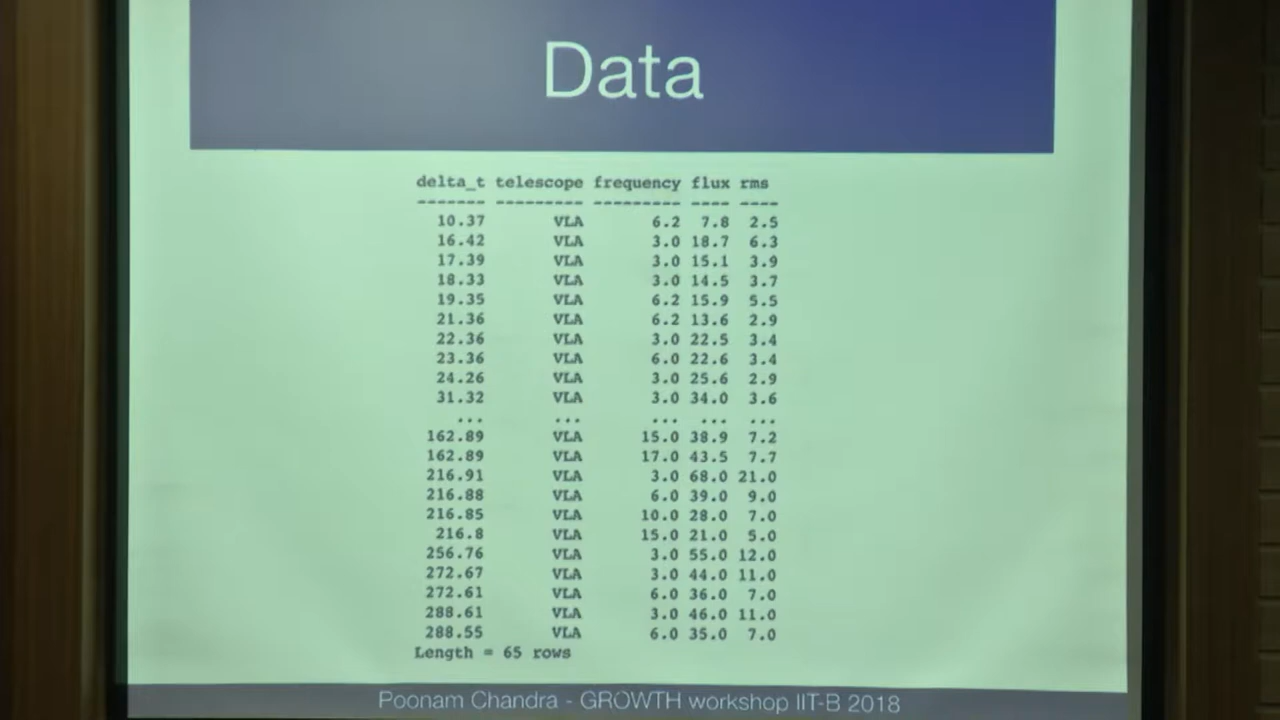 Data
delta_t telescope frequency flux rms
------- --------- --------- ---- ----
10.37 VLA 6.2 7.8 2.5
16.42 VLA 3.0 18.7 6.3
17.39 VLA 3.0 15.1 3.9
18.33 VLA 3.0 14.5 3.7
19.35 VLA 6.2 15.9 5.5
21.36 VLA 6.2 13.6 2.9
22.36 VLA 3.0 22.5 3.4
23.36 VLA 6.0 22.6 3.4
24.26 VLA 3.0 25.6 2.9
31.32 VLA 3.0 34.0 3.6
... ... ... ... ...
162.89 VLA 15.0 38.9 7.2
162.89 VLA 17.0 43.5 7.7
216.91 VLA 3.0 68.0 21.0
216.88 VLA 6.0 39.0 9.0
216.85 VLA 10.0 28.0 7.0
216.8 VLA 15.0 21.0 5.0
256.76 VLA 3.0 55.0 12.0
272.67 VLA 3.0 44.0 11.0
272.61 VLA 6.0 36.0 7.0
288.61 VLA 3.0 46.0 11.0
288.55 VLA 6.0 35.0 7.0
Length = 65 rows
Poonam Chandra - GROWTH workshop IIT-B 2018